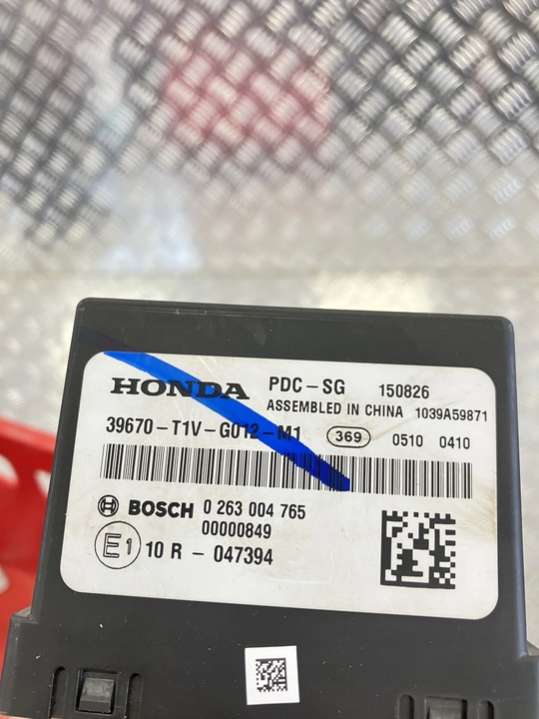 HONDA PDC-SG 150826
ASSEMBLED IN CHINA 1039A59871
39670-T1V-G012-M1 369 0510 0410
BOSCH 0 263 004 765
00000849
E1 10 R - 047394